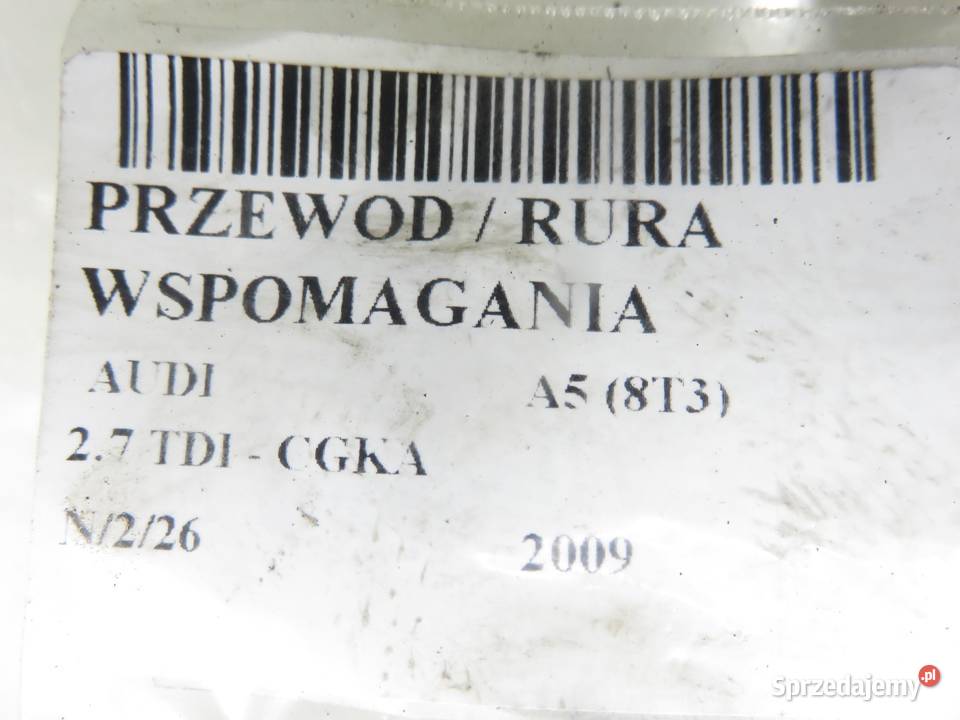 PRZEWOD / RURA
WSPOMAGANIA
AUDI A5 (8T3)
2.7 TDI - CGKA
N/2/26 2009
Sprzedajemy.pl